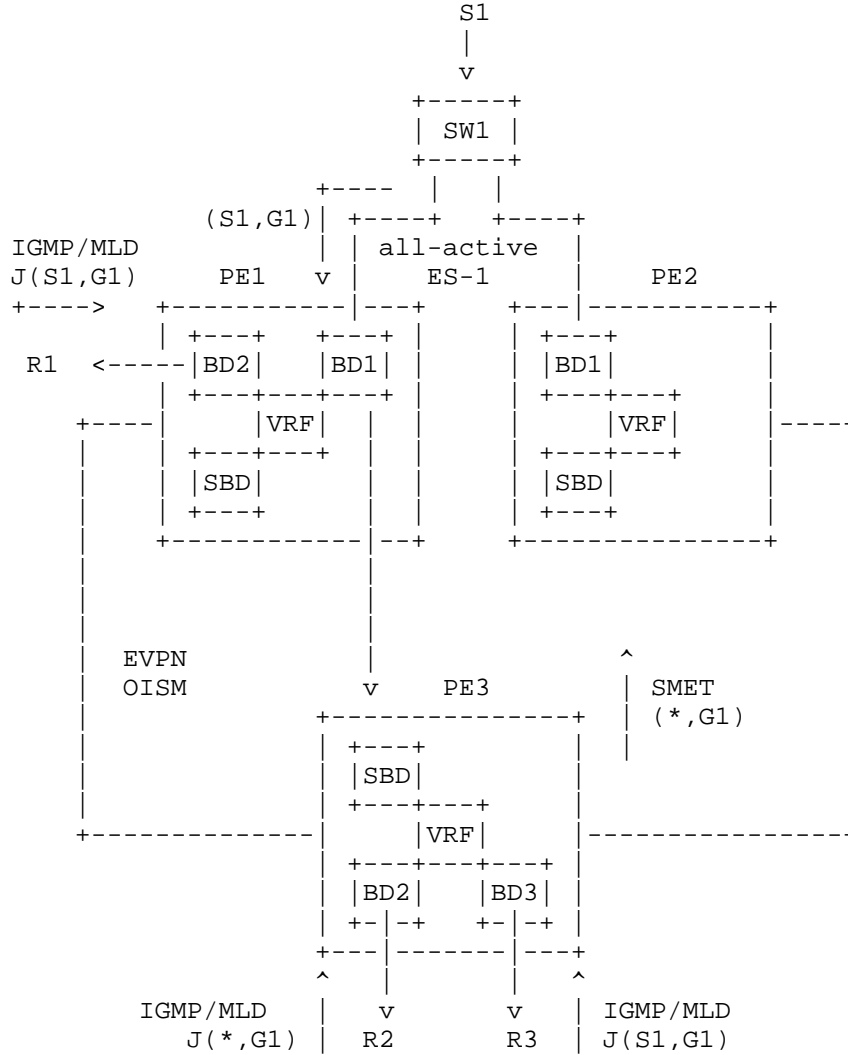 S1
SW1
(S1,G1)
IGMP/MLD all-active
J(S1,G1) PE1 v ES-1 PE2
R1 BD2 BD1 BD1
VRF VRF
SBD SBD
EVPN
OISM v PE3 SMET
(*,G1)
SBD
VRF
BD2 BD3
IGMP/MLD v v IGMP/MLD
J(*,G1) R2 R3 J(S1,G1)